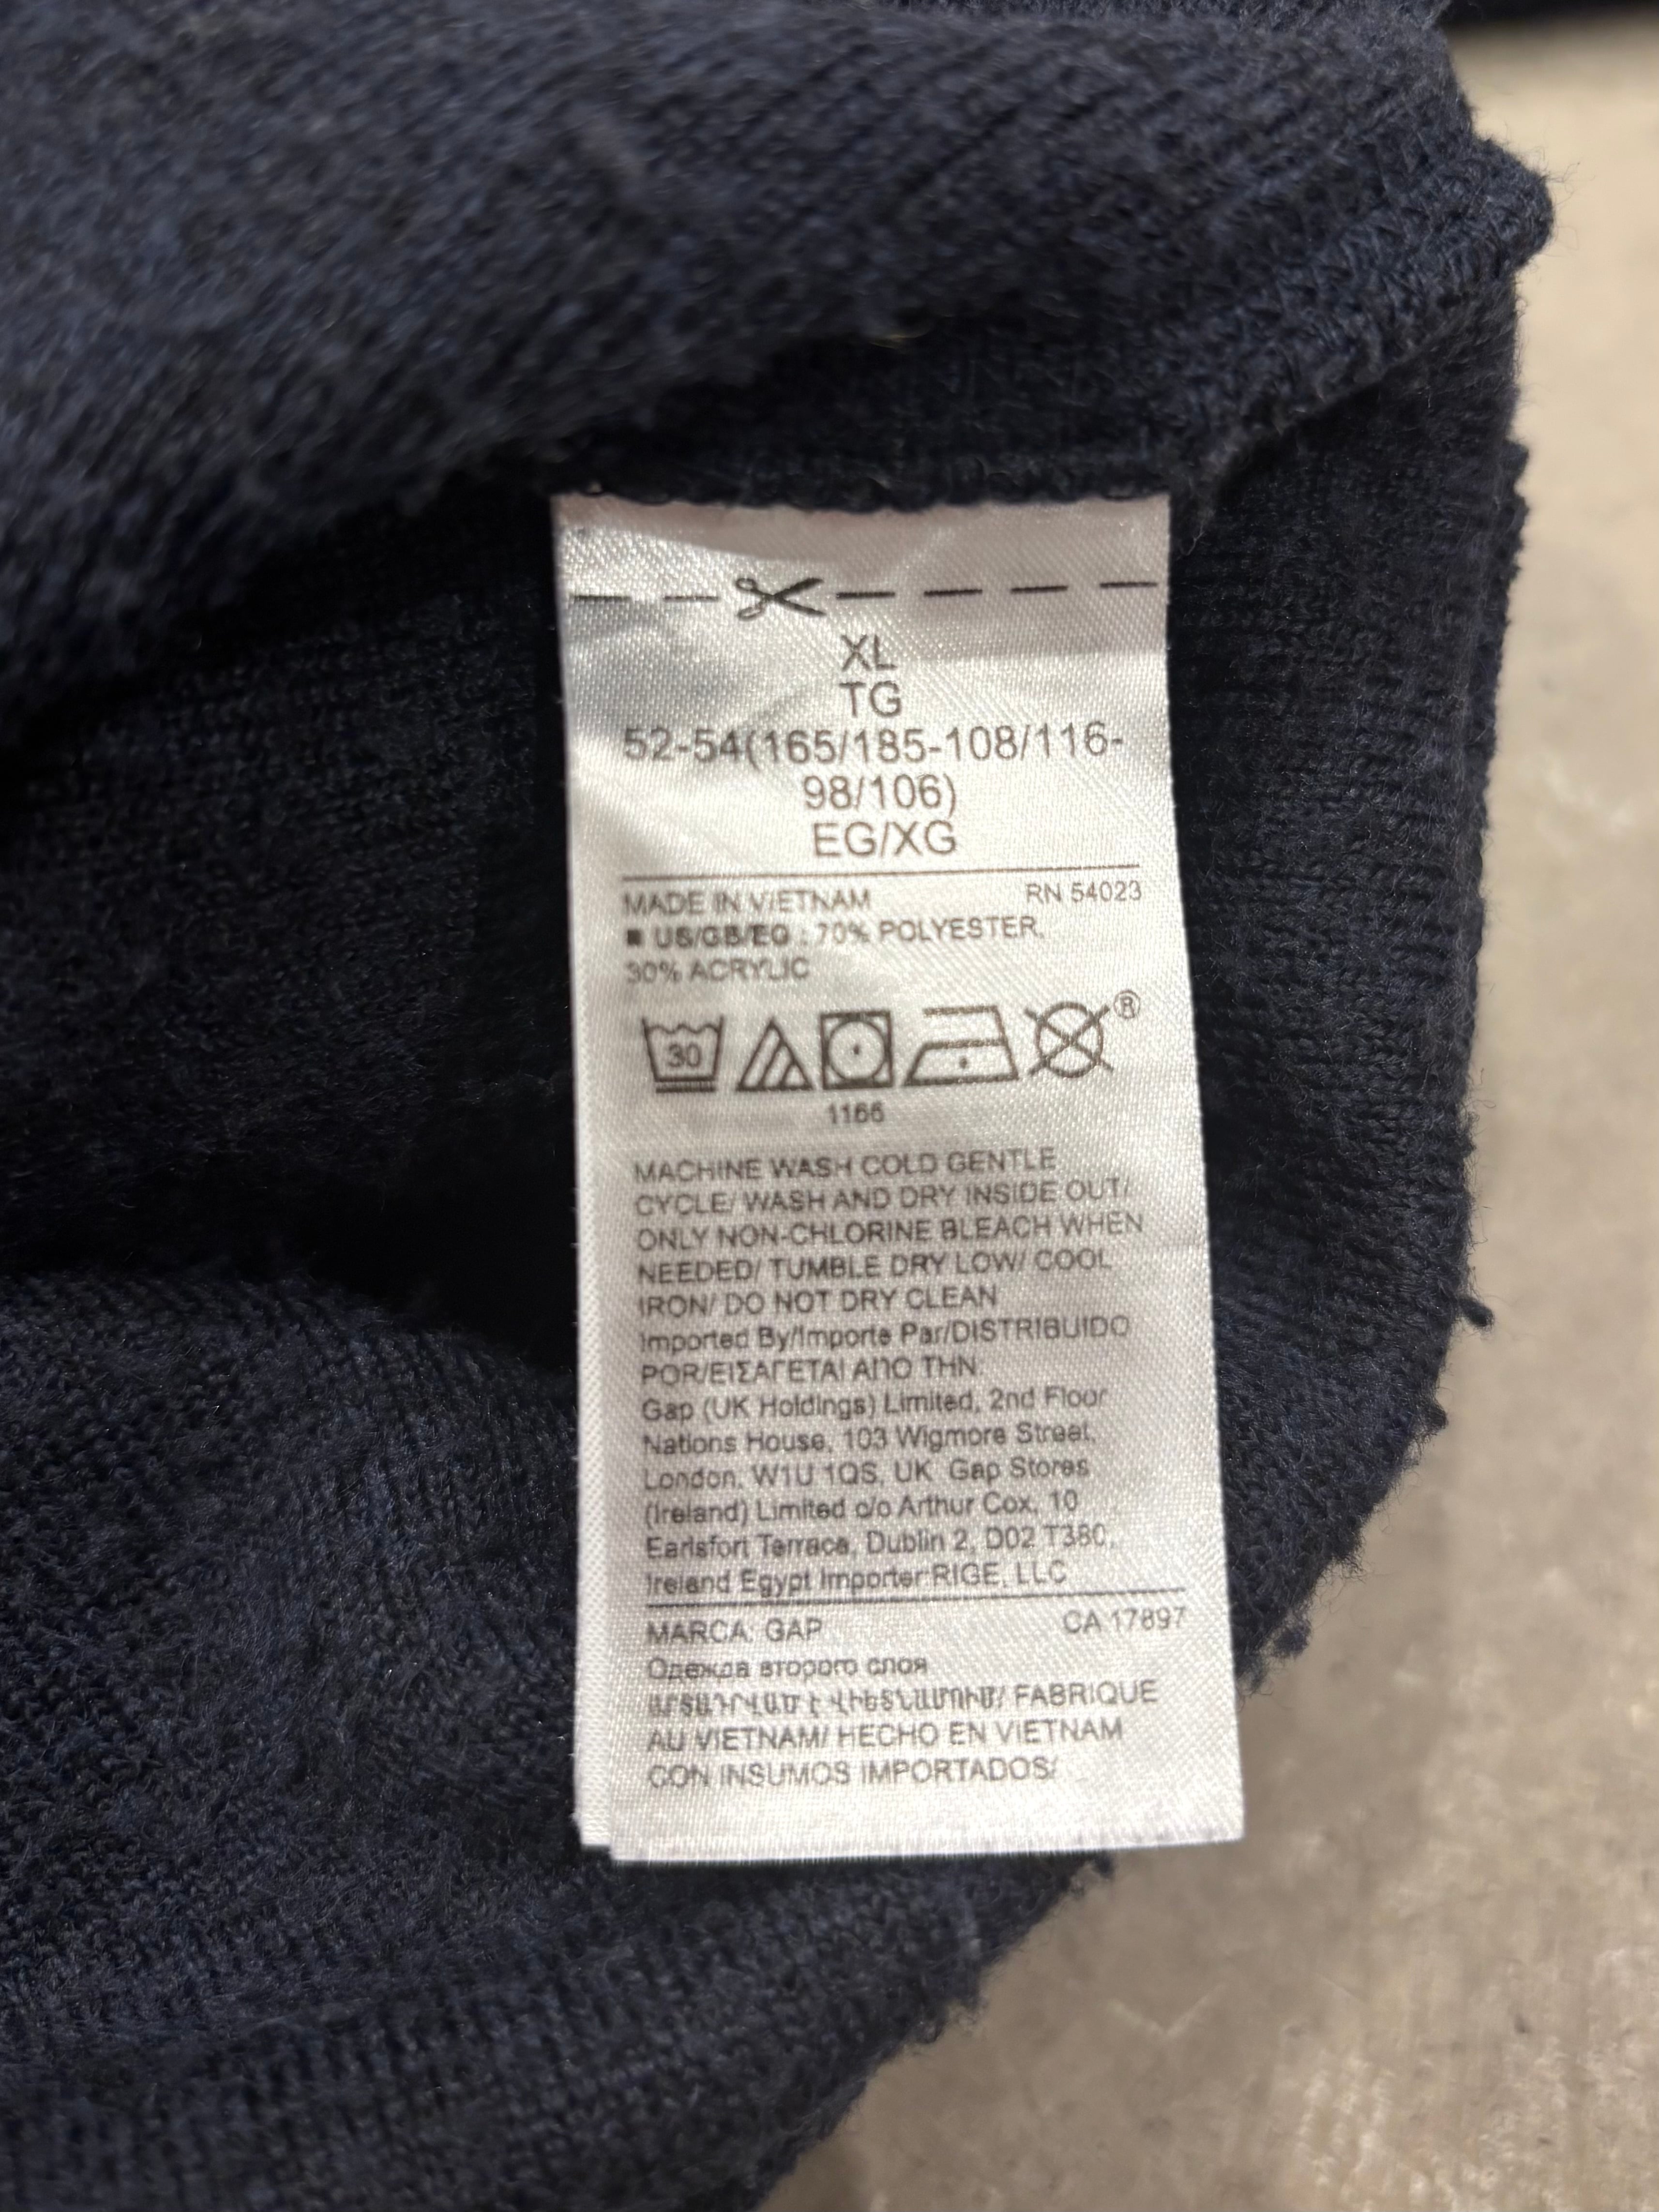 XL
TG
52-54(165/185-108/116-
98/106)
EG/XG
MADE IN VIETNAM RN 54023
■ US/GB/EG : 70% POLYESTER,
30% ACRYLIC
30 ®
1166
MACHINE WASH COLD GENTLE
CYCLE/ WASH AND DRY INSIDE OUT/
ONLY NON-CHLORINE BLEACH WHEN
NEEDED/ TUMBLE DRY LOW/ COOL
IRON/ DO NOT DRY CLEAN
Imported By/Importe Par/DISTRIBUIDO
POR/ΕΙΣΑΓΕΤΑΙ ΑΠΟ ΤΗΝ:
Gap (UK Holdings) Limited, 2nd Floor
Nations House, 103 Wigmore Street,
London, W1U 1QS, UK Gap Stores
(Ireland) Limited c/o Arthur Cox, 10
Earlsfort Terrace, Dublin 2, D02 T380,
Ireland Egypt Importer:RIGE, LLC
MARCA: GAP CA 17897
Одежда второго слоя
ԱՐՏԱԴՐՎԱԾ Է ՎԻԵՏՆԱՄՈՒՄ/ FABRIQUE
AU VIETNAM/ HECHO EN VIETNAM
CON INSUMOS IMPORTADOS/